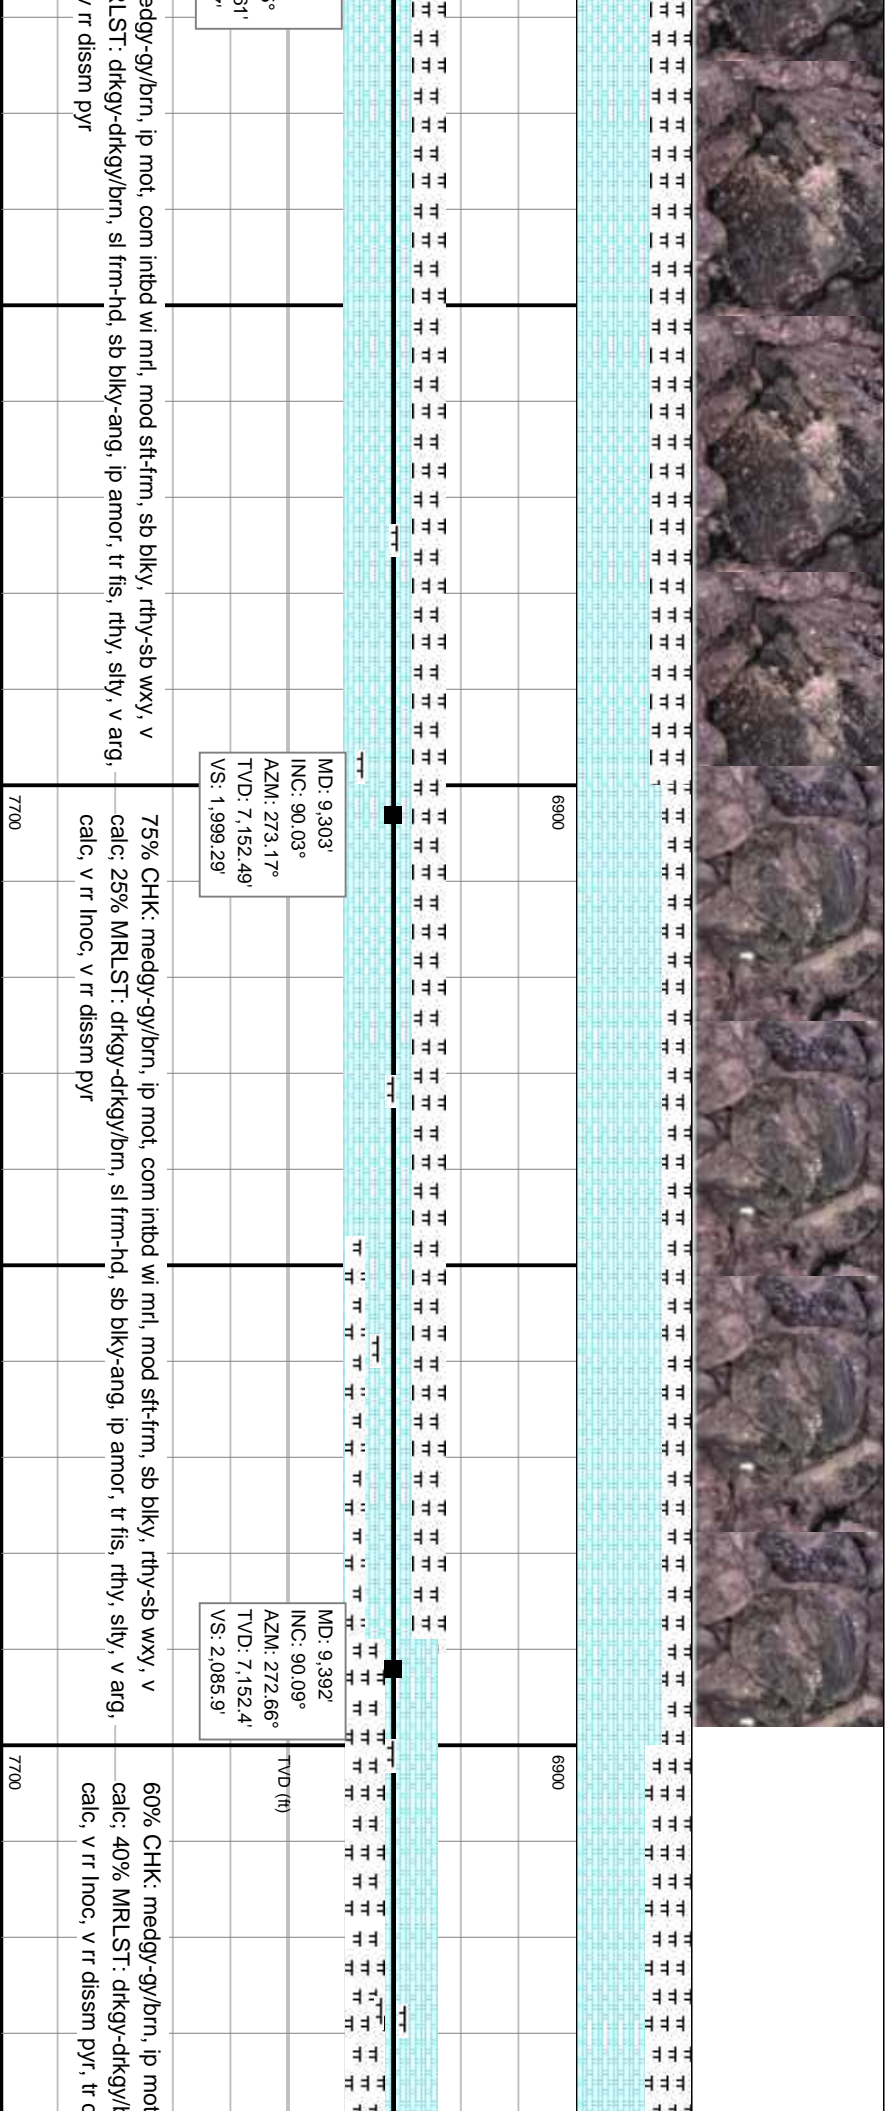 6°
61'
7'
edgy-gy/brn, ip mot, com intbd wi mrl, mod sft-frm, sb blky, rthy-sb wxy, v
RLST: drkgy-drkgy/brn, sl frm-hd, sb blky-ang, ip amor, tr fis, rthy, slty, v arg,
v rr dissm pyr
6900
MD: 9,303'
INC: 90.03°
AZM: 273.17°
TVD: 7,152.49'
VS: 1,999.29'
7700
75% CHK: medgy-gy/brn, ip mot, com intbd wi mrl, mod sft-frm, sb blky, rthy-sb wxy, v
calc; 25% MRLST: drkgy-drkgy/brn, sl frm-hd, sb blky-ang, ip amor, tr fis, rthy, slty, v arg,
calc, v rr Inoc, v rr dissm pyr
MD: 9,392'
INC: 90.09°
AZM: 272.66°
TVD: 7,152.4'
VS: 2,085.9'
6900
TVD (ft)
7700
60% CHK: medgy-gy/brn, ip mot
calc; 40% MRLST: drkgy-drkgy/b
calc, v rr Inoc, v rr dissm pyr, tr c